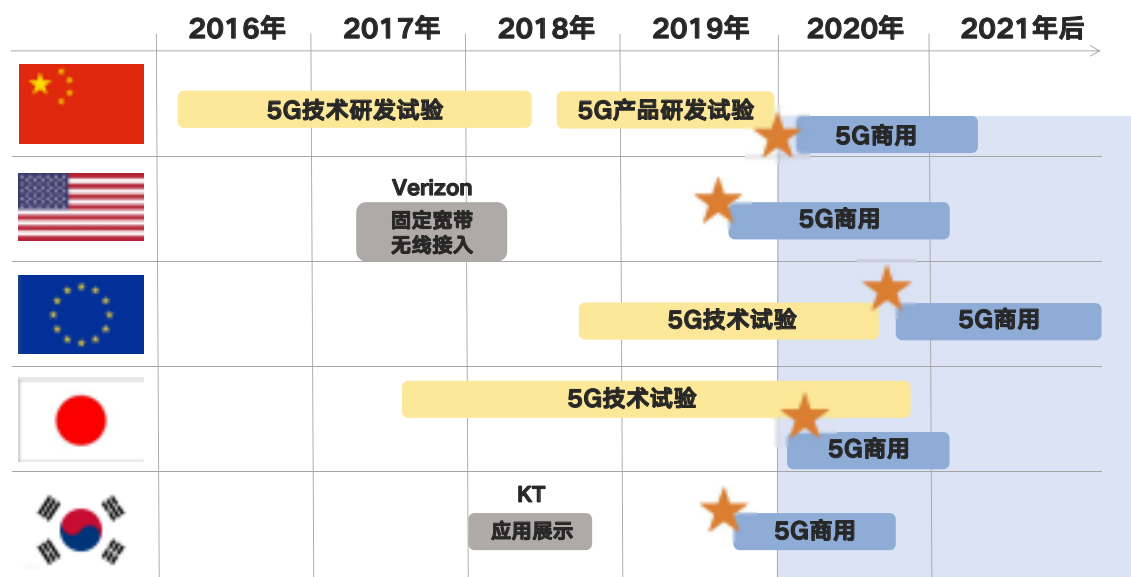 2016年 2017年 2018年 2019年 2020年 2021年后
5G技术研发试验 5G产品研发试验
5G商用
Verizon
固定宽带
无线接入
5G商用
5G技术试验 5G商用
5G技术试验
5G商用
KT
应用展示 5G商用